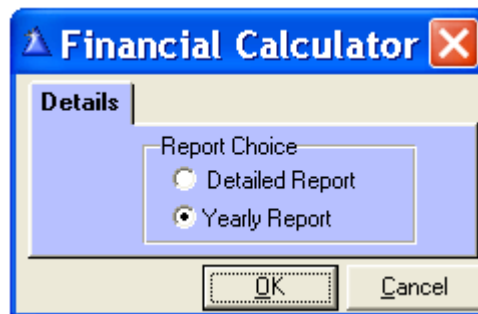 Financial Calculator
Details
Report Choice
Detailed Report
Yearly Report
OK Cancel